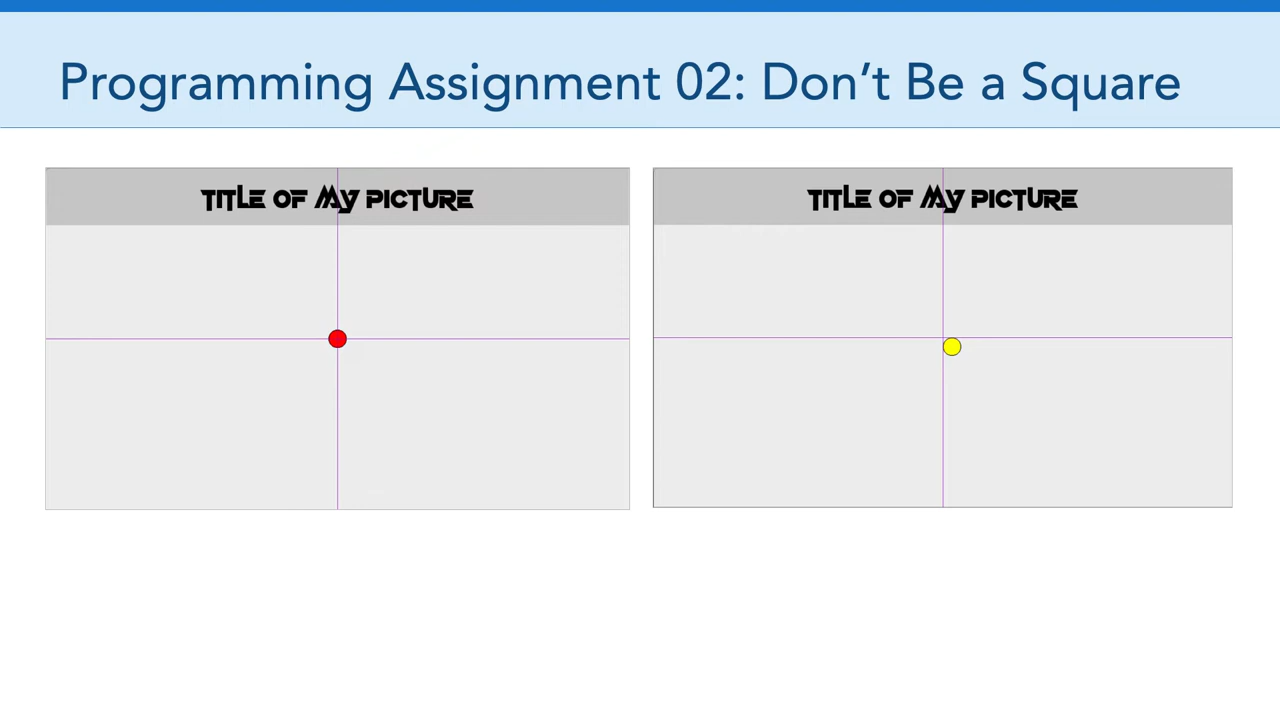 Programming Assignment 02: Don’t Be a Square
TITLE OF My PICTURE
TITLE OF My PICTURE